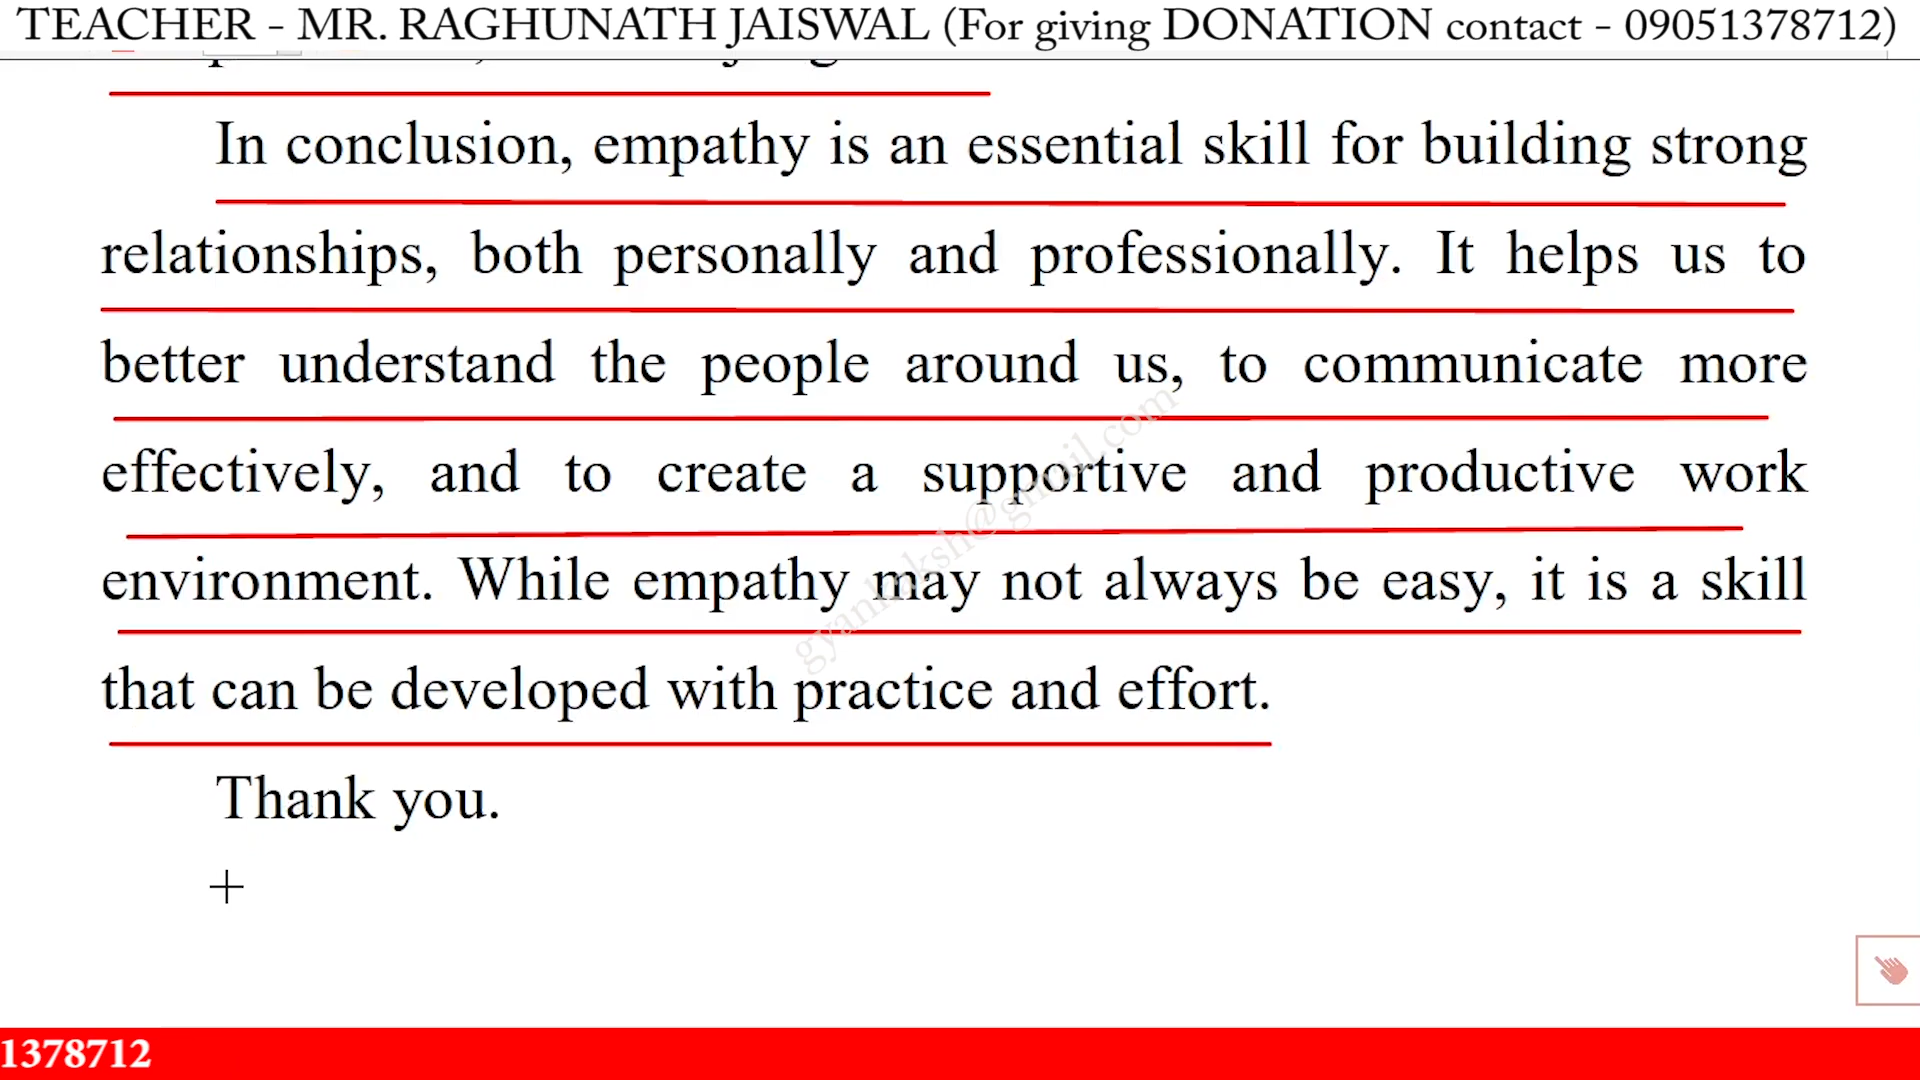 TEACHER - MR. RAGHUNATH JAISWAL (For giving DONATION contact - 09051378712)
In conclusion, empathy is an essential skill for building strong
relationships, both personally and professionally. It helps us to
better understand the people around us, to communicate more
effectively, and to create a supportive and productive work
environment. While empathy may not always be easy, it is a skill
that can be developed with practice and effort.
Thank you.
1378712